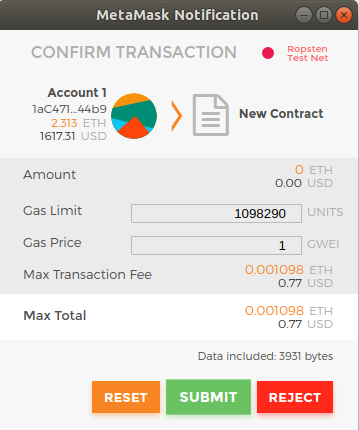 MetaMask Notification
CONFIRM TRANSACTION
Ropsten
Test Net
Account 1
1aC471...44b9
2.313 ETH
1617.31 USD
New Contract
Amount
0 ETH
0.00 USD
Gas Limit
1098290 UNITS
Gas Price
1 GWEI
Max Transaction Fee
0.001098 ETH
0.77 USD
Max Total
0.001098 ETH
0.77 USD
Data included: 3931 bytes
RESET
SUBMIT
REJECT